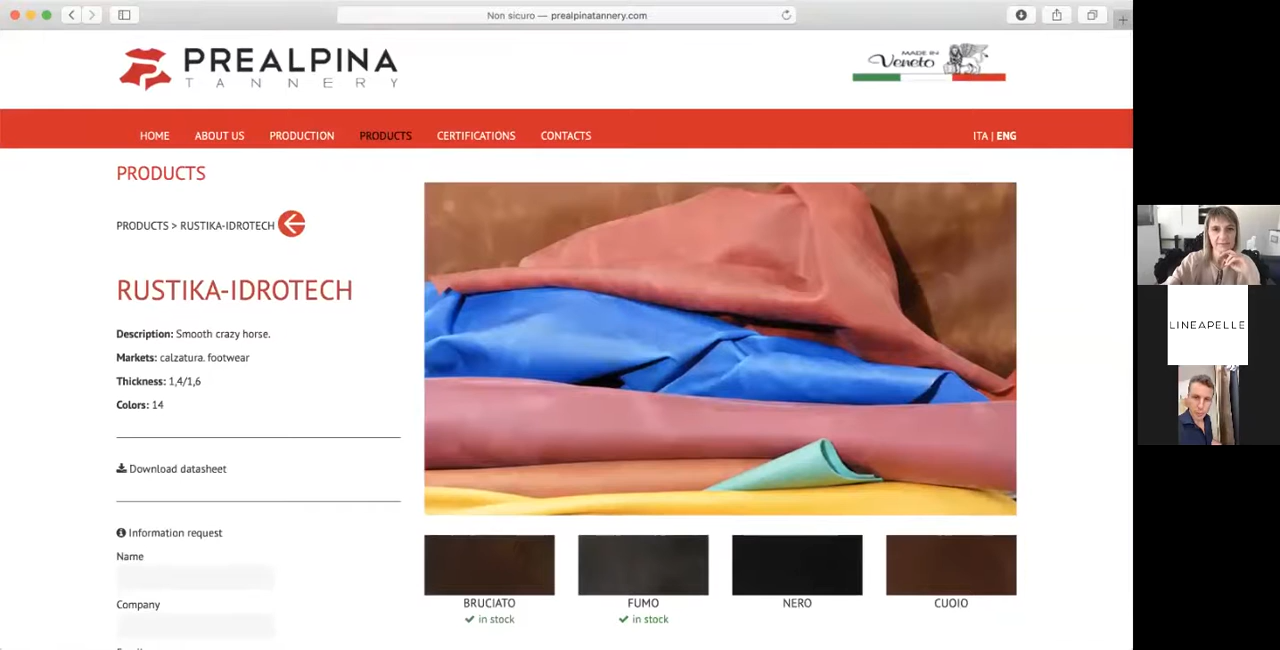 Non sicuro — prealpinatannery.com
PREALPINA
TANNERY
MADE IN
Veneto
HOME ABOUT US PRODUCTION PRODUCTS CERTIFICATIONS CONTACTS ITA | ENG
PRODUCTS
PRODUCTS > RUSTIKA-IDROTECH
RUSTIKA-IDROTECH
Description: Smooth crazy horse.
Markets: calzatura. footwear
Thickness: 1,4/1,6
Colors: 14
Download datasheet
Information request
Name
Company
BRUCIATO
in stock
FUMO
in stock
NERO
CUOIO
LINEAPELLE